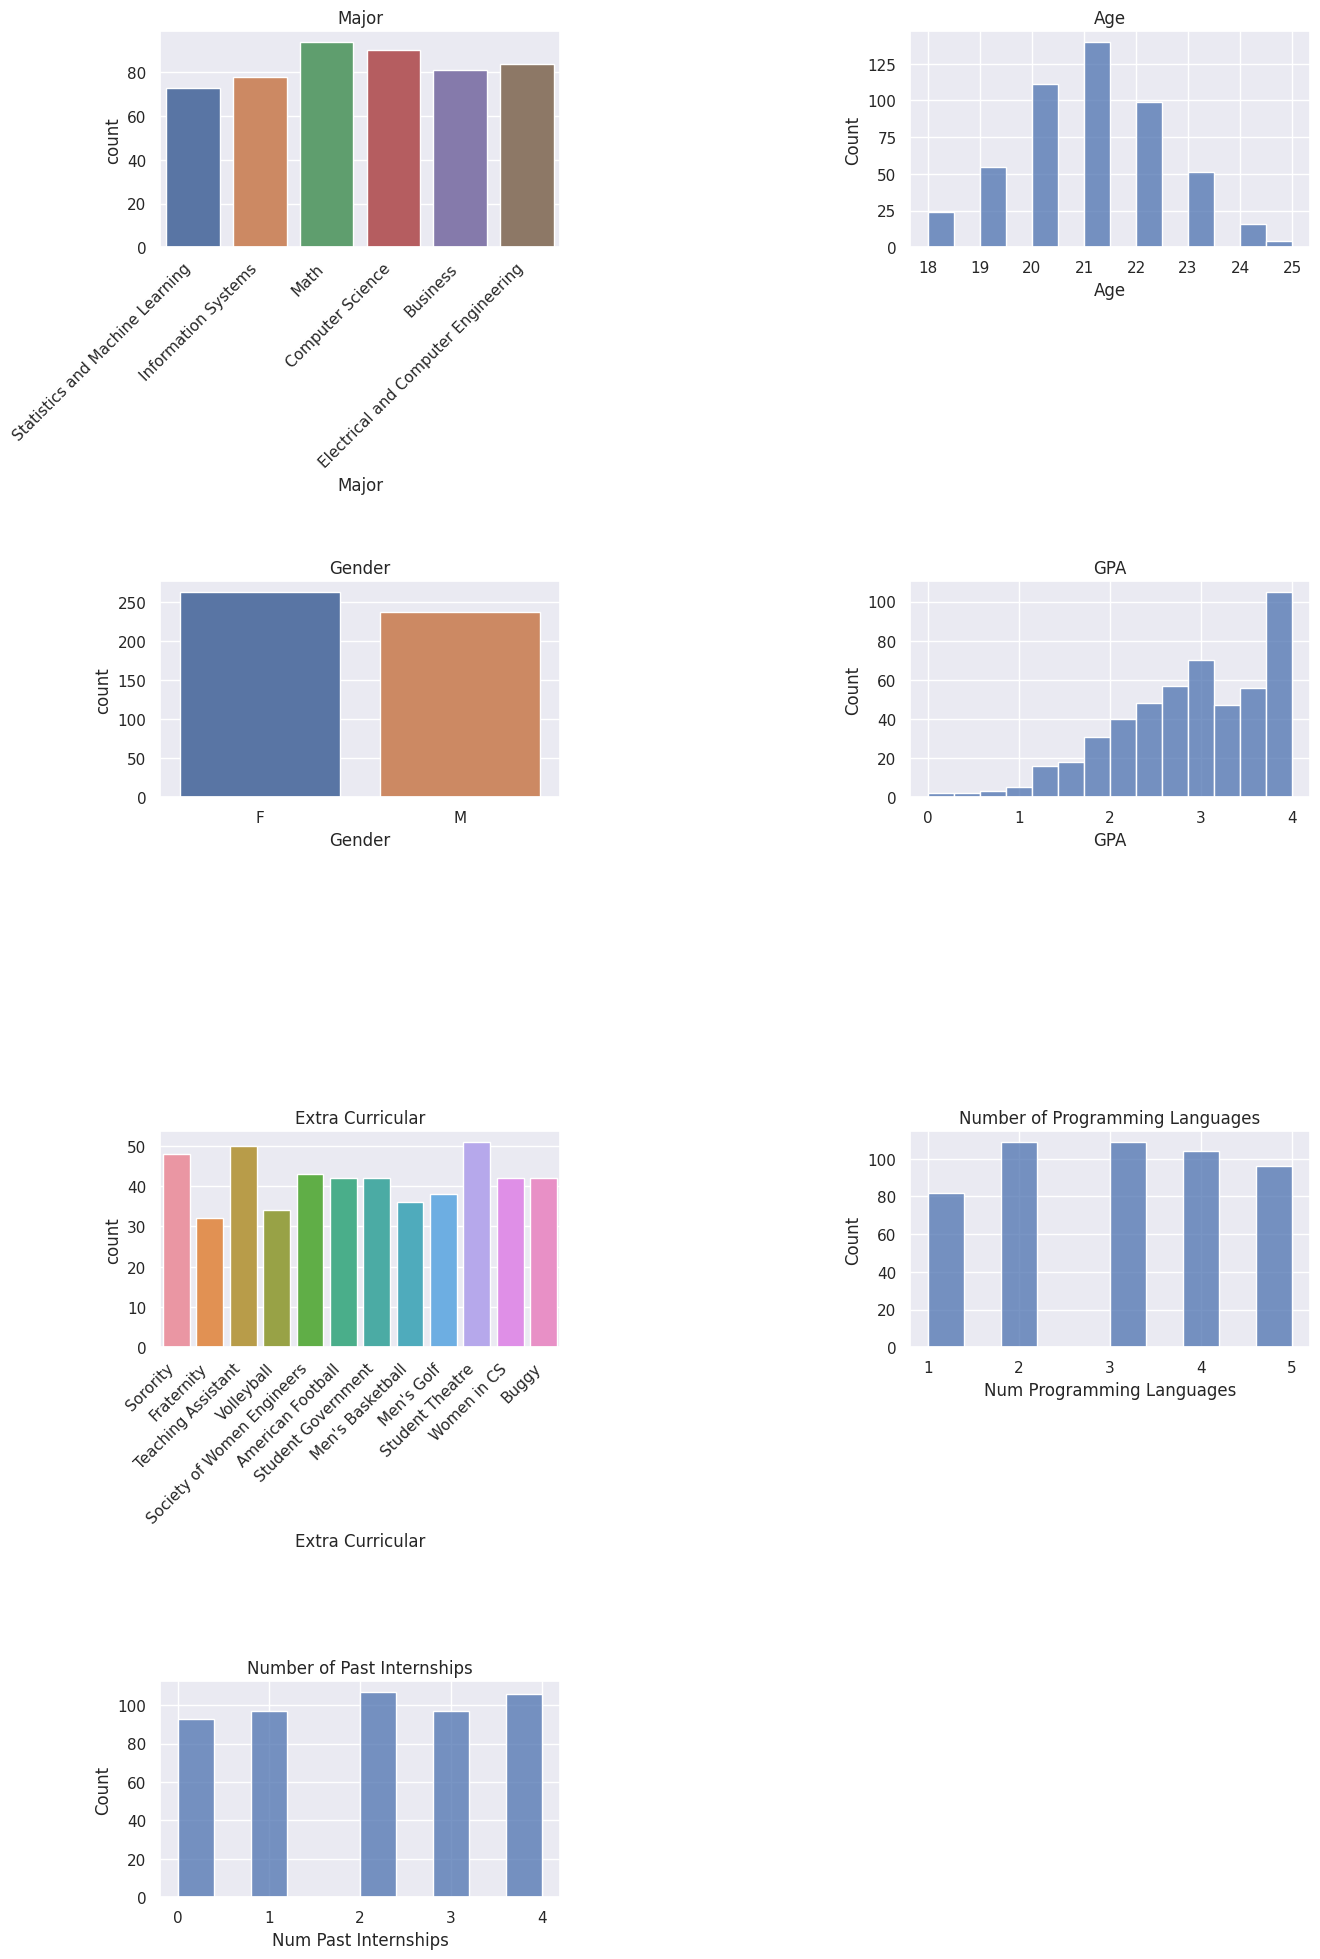 Major
count
80
60
40
20
0
Statistics and Machine Learning
Information Systems
Math
Computer Science
Business
Electrical and Computer Engineering
Major
Age
Count
125
100
75
50
25
0
18 19 20 21 22 23 24 25
Age
Gender
count
250
200
150
100
50
0
F M
Gender
GPA
Count
100
80
60
40
20
0
0 1 2 3 4
GPA
Extra Curricular
count
50
40
30
20
10
0
Sorority
Fraternity
Teaching Assistant
Volleyball
Society of Women Engineers
American Football
Student Government
Men's Basketball
Men's Golf
Student Theatre
Women in CS
Buggy
Extra Curricular
Number of Programming Languages
Count
100
80
60
40
20
0
1 2 3 4 5
Num Programming Languages
Number of Past Internships
Count
100
80
60
40
20
0
0 1 2 3 4
Num Past Internships